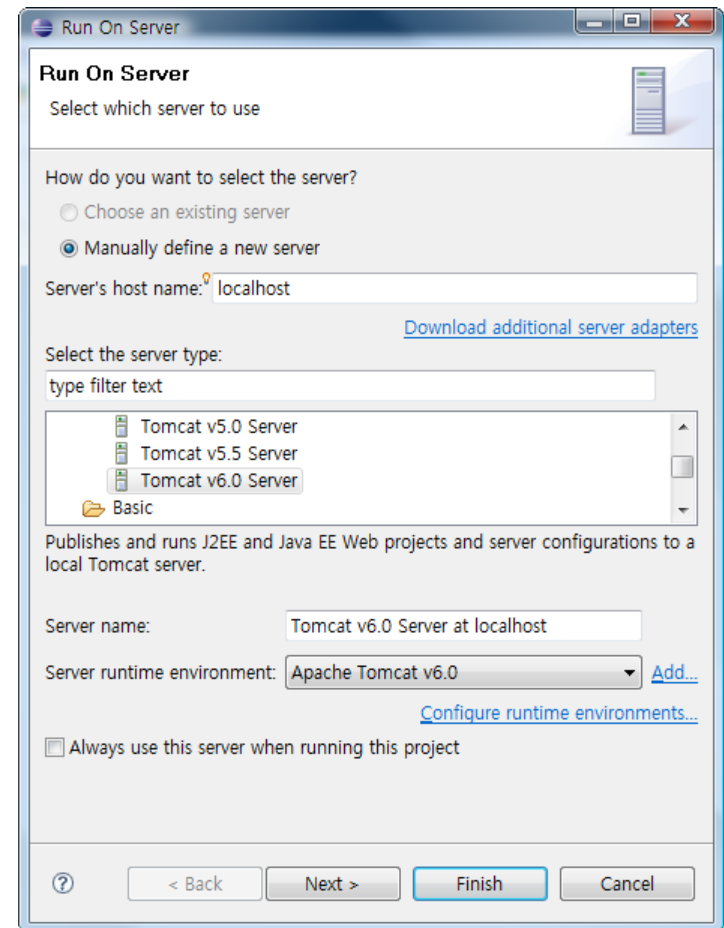 Run On Server
Run On Server
Select which server to use
How do you want to select the server?
Choose an existing server
Manually define a new server
Server's host name: localhost
Download additional server adapters
Select the server type:
type filter text
Tomcat v5.0 Server
Tomcat v5.5 Server
Tomcat v6.0 Server
Basic
Publishes and runs J2EE and Java EE Web projects and server configurations to a
local Tomcat server.
Server name: Tomcat v6.0 Server at localhost
Server runtime environment: Apache Tomcat v6.0 Add...
Configure runtime environments...
Always use this server when running this project
? < Back Next > Finish Cancel